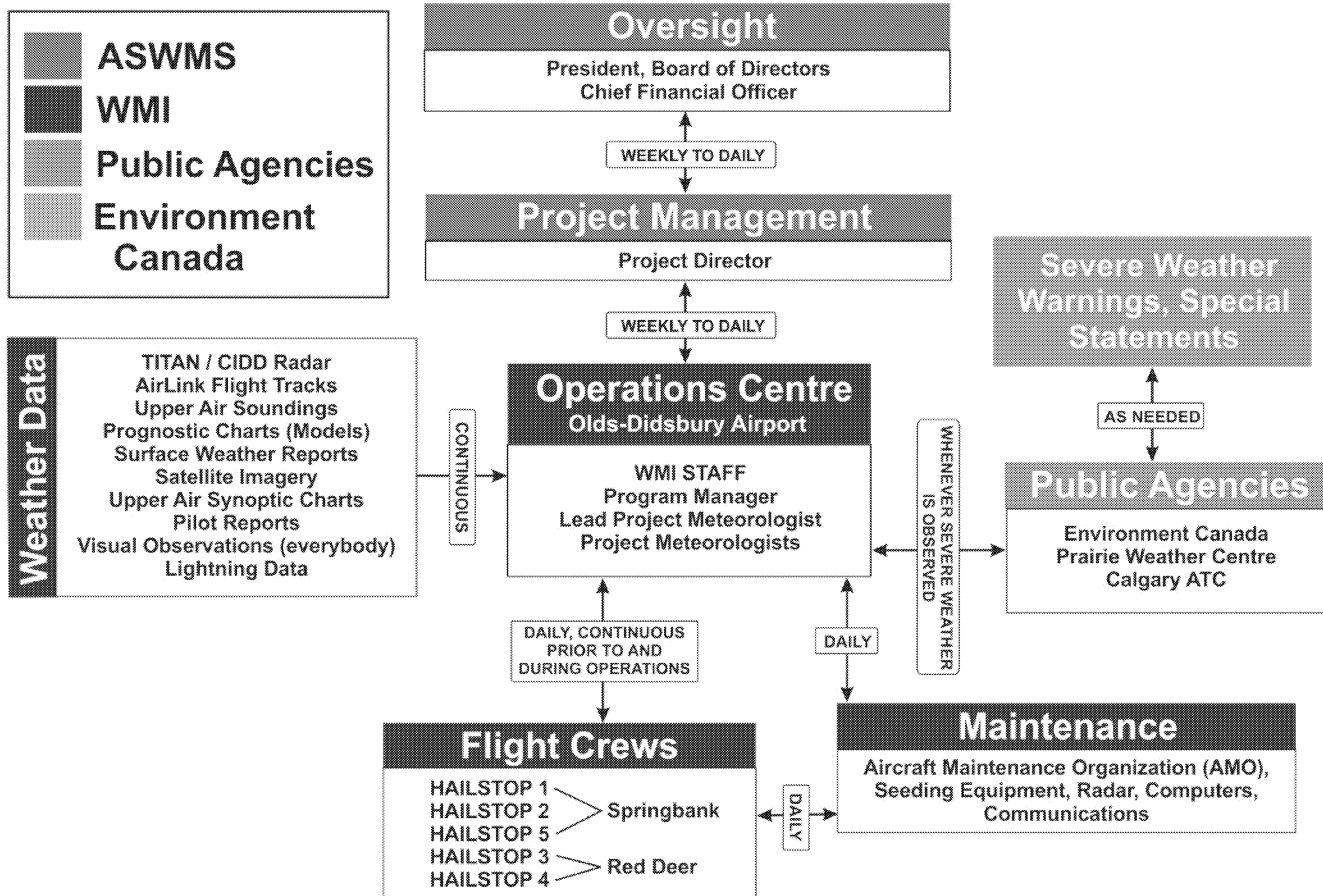 ASWMS
WMI
Public Agencies
Environment
Canada
Oversight
President, Board of Directors
Chief Financial Officer
WEEKLY TO DAILY
Project Management
Project Director
WEEKLY TO DAILY
Severe Weather
Warnings, Special
Statements
AS NEEDED
Weather Data
TITAN / CIDD Radar
AirLink Flight Tracks
Upper Air Soundings
Prognostic Charts (Models)
Surface Weather Reports
Satellite Imagery
Upper Air Synoptic Charts
Pilot Reports
Visual Observations (everybody)
Lightning Data
CONTINUOUS
Operations Centre
Olds-Didsbury Airport
WMI STAFF
Program Manager
Lead Project Meteorologist
Project Meteorologists
WHENEVER SEVERE WEATHER
IS OBSERVED
Public Agencies
Environment Canada
Prairie Weather Centre
Calgary ATC
DAILY, CONTINUOUS
PRIOR TO AND
DURING OPERATIONS
DAILY
Flight Crews
HAILSTOP 1
HAILSTOP 2
HAILSTOP 5
Springbank
HAILSTOP 3
HAILSTOP 4
Red Deer
DAILY
Maintenance
Aircraft Maintenance Organization (AMO),
Seeding Equipment, Radar, Computers,
Communications